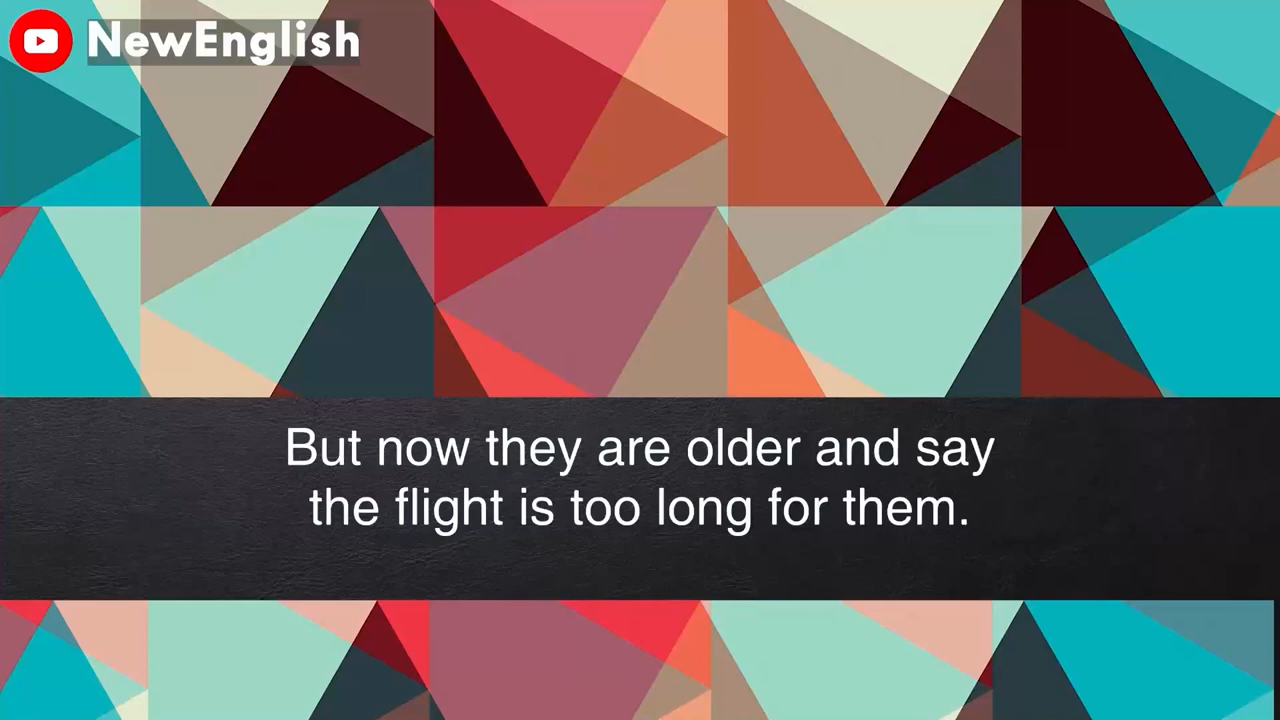 NewEnglish
But now they are older and say
the flight is too long for them.